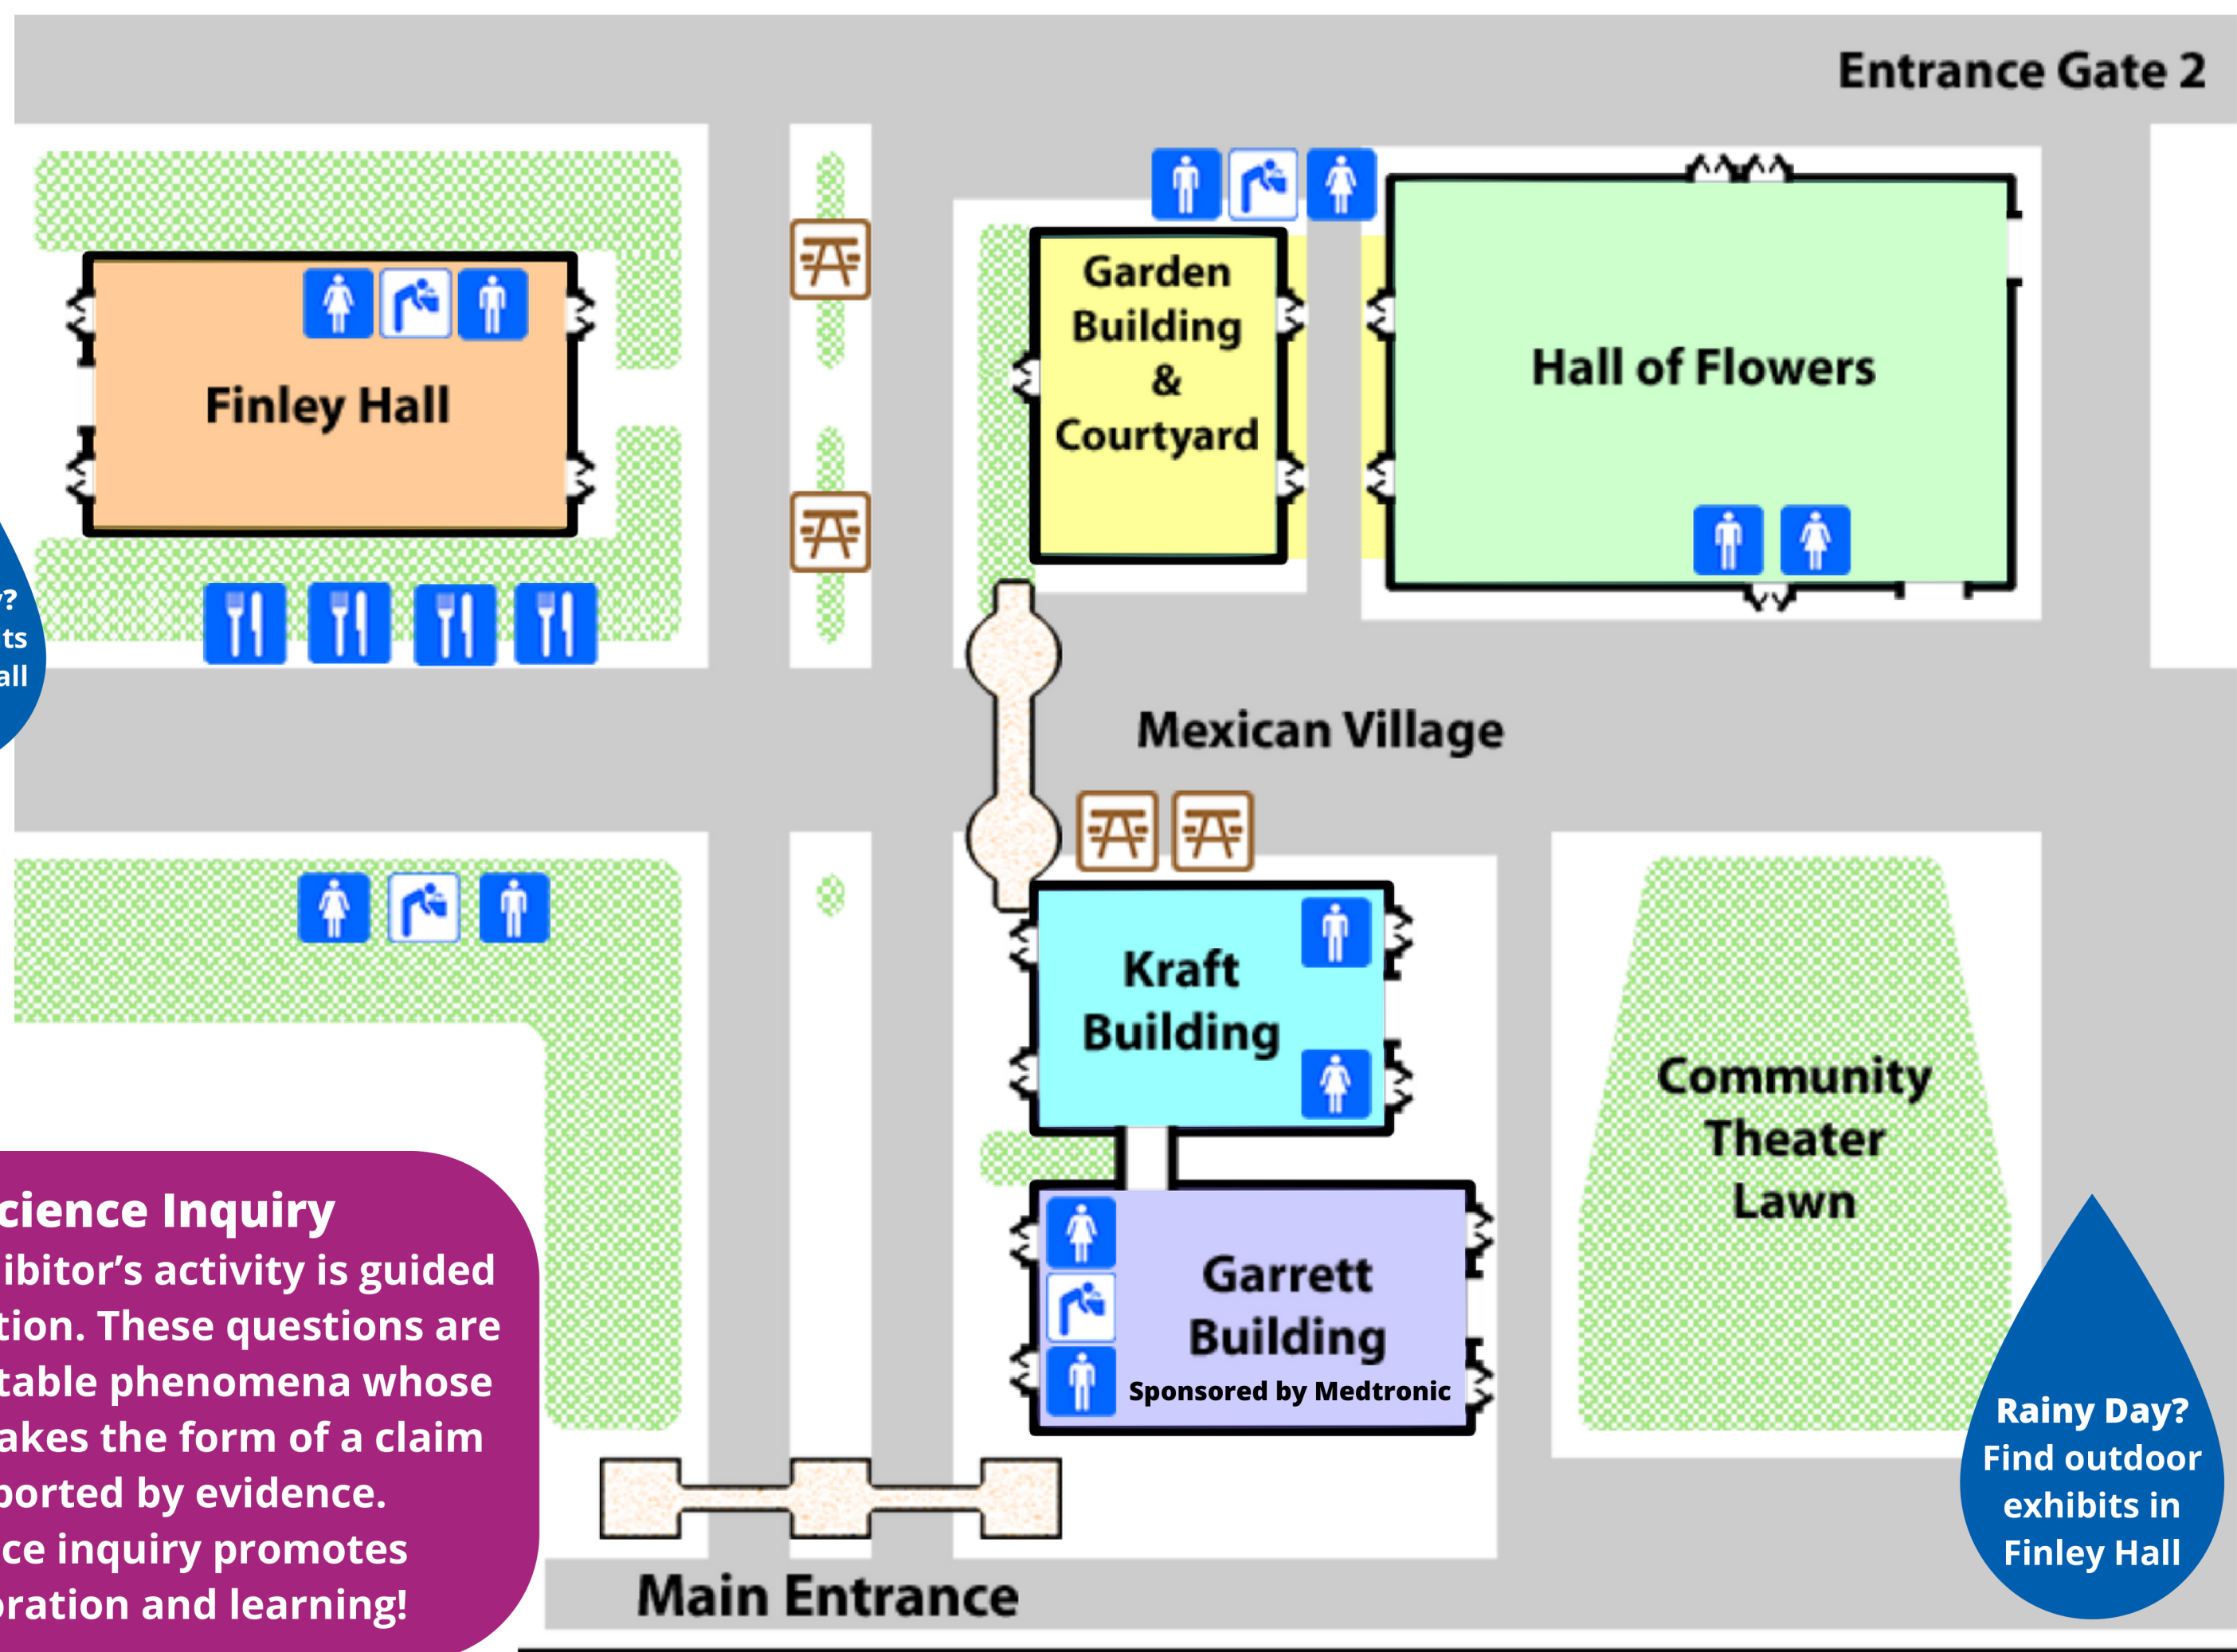 Entrance Gate 2
Garden
Building
&
Courtyard
Hall of Flowers
Finley Hall
Mexican Village
Kraft
Building
Community
Theater
Lawn
Garrett
Building
Sponsored by Medtronic
cience Inquiry
ibitor's activity is guided
tion. These questions are
table phenomena whose
akes the form of a claim
ported by evidence.
ce inquiry promotes
oration and learning!
Rainy Day?
Find outdoor
exhibits in
Finley Hall
Main Entrance